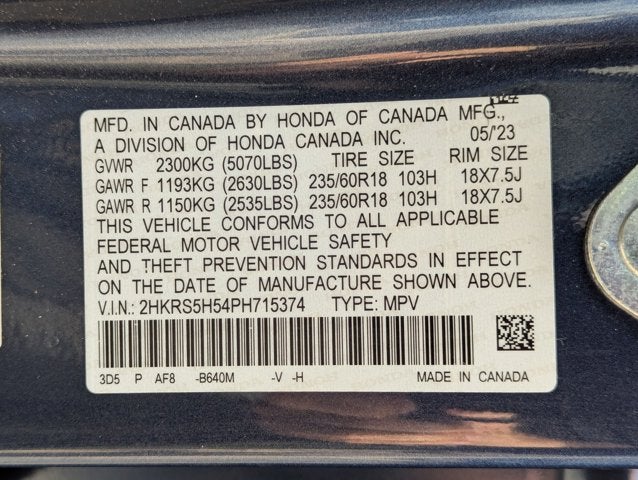 MFD. IN CANADA BY HONDA OF CANADA MFG.,
A DIVISION OF HONDA CANADA INC. 05/'23
GVWR 2300KG (5070LBS) TIRE SIZE RIM SIZE
GAWR F 1193KG (2630LBS) 235/60R18 103H 18X7.5J
GAWR R 1150KG (2535LBS) 235/60R18 103H 18X7.5J
THIS VEHICLE CONFORMS TO ALL APPLICABLE
FEDERAL MOTOR VEHICLE SAFETY
AND THEFT PREVENTION STANDARDS IN EFFECT
ON THE DATE OF MANUFACTURE SHOWN ABOVE.
V.I.N.: 2HKRS5H54PH715374 TYPE: MPV
3D5 P AF8 -B640M -V -H MADE IN CANADA